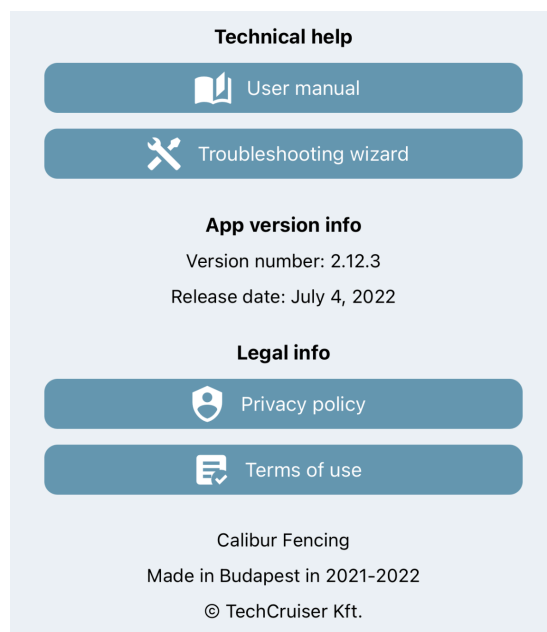 Technical help
User manual
Troubleshooting wizard
App version info
Version number: 2.12.3
Release date: July 4, 2022
Legal info
Privacy policy
Terms of use
Calibur Fencing
Made in Budapest in 2021-2022
© TechCruiser Kft.